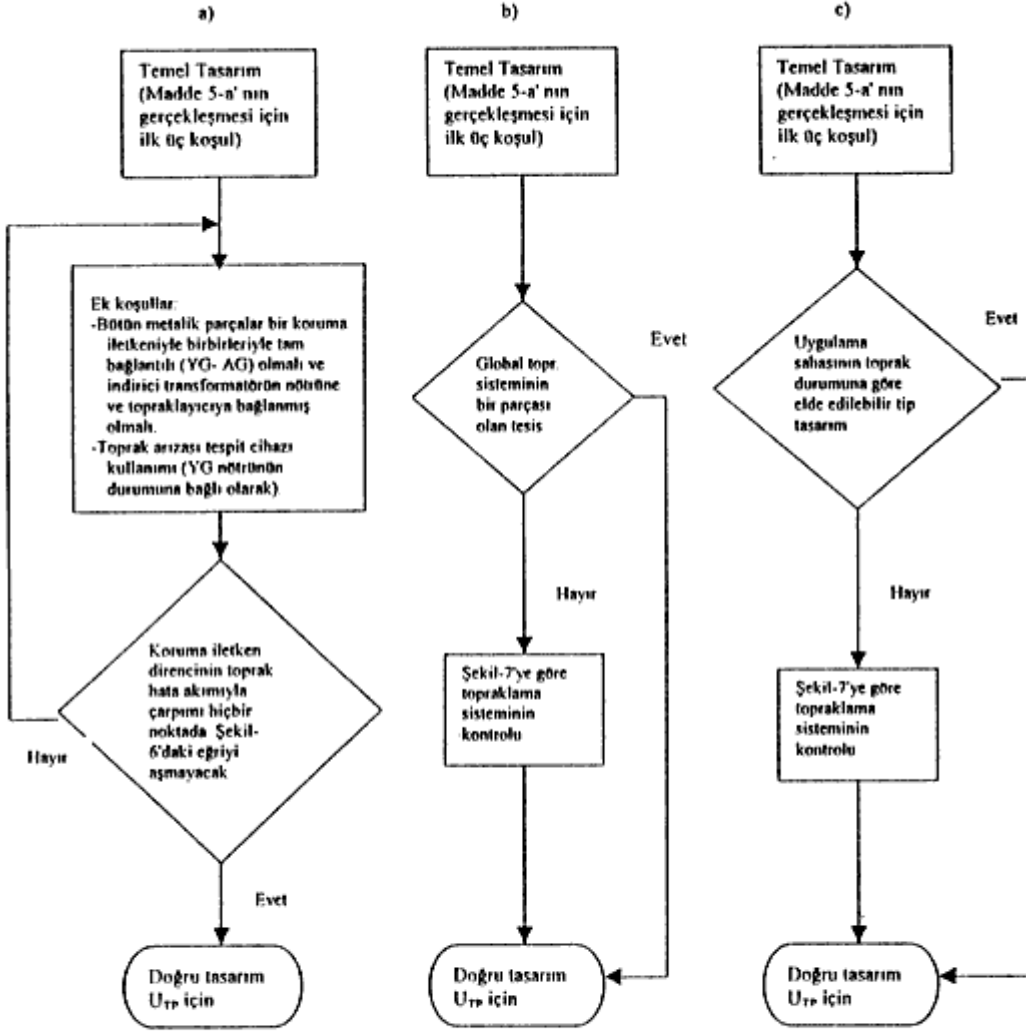 a)
Temel Tasarım
(Madde 5-a' nın
gerçekleşmesi için
ilk üç koşul)
Ek koşullar:
-Bütün metalik parçalar bir koruma
iletkeniyle birbirleriyle tam
bağlantılı (YG- AG) olmalı ve
indirici transformatörün nötrüne
ve topraklayıcıya bağlanmış
olmalı.
-Toprak arızası tespit cihazı
kullanımı (YG nötrünün
durumuna bağlı olarak)
Koruma iletken
direncinin toprak
hata akımıyla
çarpımı hiçbir
noktada Şekil-
6'daki eğriyi
aşmayacak
Hayır
Evet
Doğru tasarım
UTP için
b)
Temel Tasarım
(Madde 5-a' nın
gerçekleşmesi için
ilk üç koşul)
Global topr.
sisteminin
bir parçası
olan tesis
Evet
Hayır
Şekil-7'ye göre
topraklama
sisteminin
kontrolu
Doğru tasarım
UTP için
c)
Temel Tasarım
(Madde 5-a' nın
gerçekleşmesi için
ilk üç koşul)
Uygulama
sahasının toprak
durumuna göre
elde edilebilir tip
tasarım
Evet
Hayır
Şekil-7'ye göre
topraklama
sisteminin
kontrolu
Doğru tasarım
UTP için